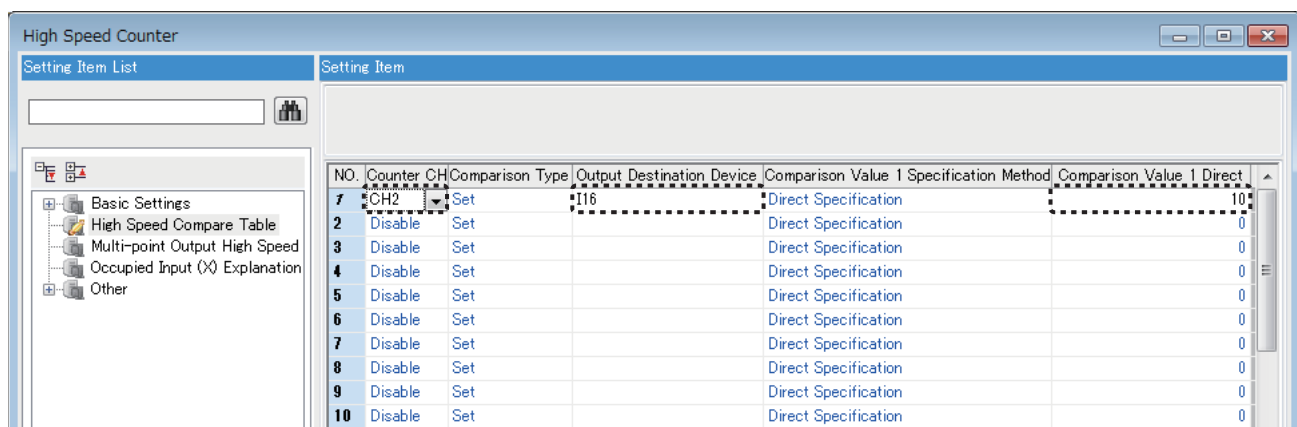 High Speed Counter
Setting Item List
Setting Item
Basic Settings
High Speed Compare Table
Multi-point Output High Speed
Occupied Input (X) Explanation
Other
NO. Counter CH Comparison Type Output Destination Device Comparison Value 1 Specification Method Comparison Value 1 Direct
1 CH2 Set I16 Direct Specification 10
2 Disable Set Direct Specification 0
3 Disable Set Direct Specification 0
4 Disable Set Direct Specification 0
5 Disable Set Direct Specification 0
6 Disable Set Direct Specification 0
7 Disable Set Direct Specification 0
8 Disable Set Direct Specification 0
9 Disable Set Direct Specification 0
10 Disable Set Direct Specification 0